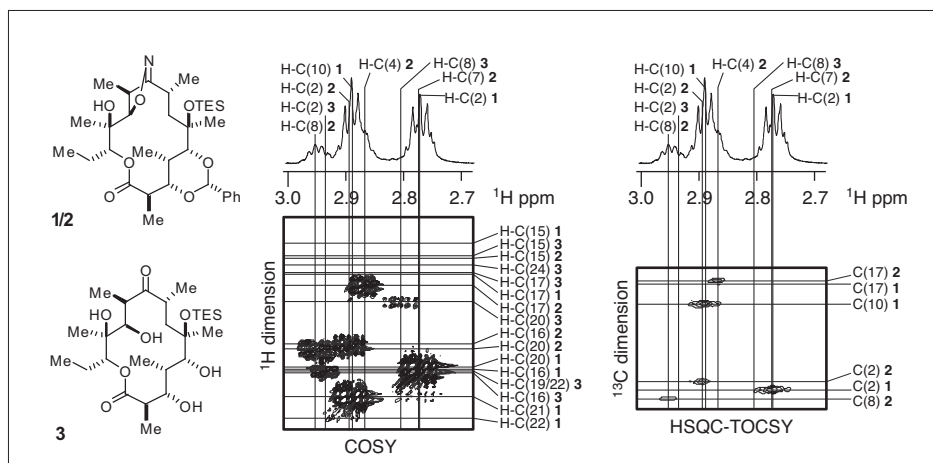 N
Me
Me
O
HO
OTES
Me
Me
Me
Me
O
O
O
O
Ph
Me
1/2
O
Me
Me
HO
OTES
Me
Me
OH
Me
Me
O
OH
O
OH
Me
3
H-C(10) 1
H-C(2) 2
H-C(2) 3
H-C(8) 2
H-C(4) 2
H-C(8) 3
H-C(7) 2
H-C(2) 1
3.0 2.9 2.8 2.7 ¹H ppm
¹H dimension
H-C(15) 1
H-C(15) 3
H-C(15) 2
H-C(24) 3
H-C(17) 3
H-C(17) 1
H-C(17) 2
H-C(20) 3
H-C(16) 2
H-C(20) 2
H-C(20) 1
H-C(16) 1
H-C(19/22) 3
H-C(16) 3
H-C(21) 1
H-C(22) 1
COSY
H-C(10) 1
H-C(2) 2
H-C(2) 3
H-C(8) 2
H-C(4) 2
H-C(8) 3
H-C(7) 2
H-C(2) 1
3.0 2.9 2.8 2.7 ¹H ppm
¹³C dimension
C(17) 2
C(17) 1
C(10) 1
C(2) 2
C(2) 1
C(8) 2
HSQC-TOCSY